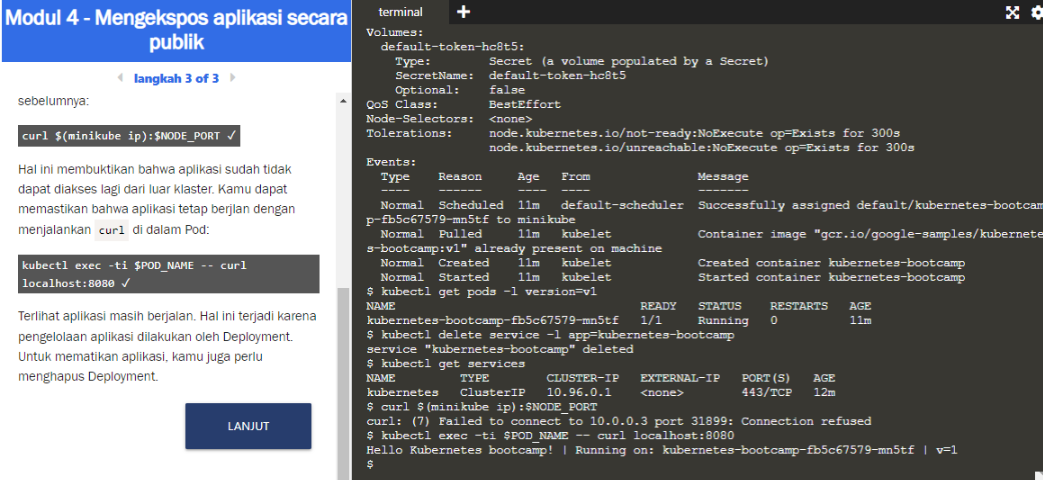 Modul 4 - Mengekspos aplikasi secara
publik
langkah 3 of 3
sebelumnya:
curl $(minikube ip):$NODE_PORT ✓
Hal ini membuktikan bahwa aplikasi sudah tidak
dapat diakses lagi dari luar klaster. Kamu dapat
memastikan bahwa aplikasi tetap berjlan dengan
menjalankan curl di dalam Pod:
kubectl exec -ti $POD_NAME -- curl
localhost:8080 ✓
Terlihat aplikasi masih berjalan. Hal ini terjadi karena
pengelolaan aplikasi dilakukan oleh Deployment.
Untuk mematikan aplikasi, kamu juga perlu
menghapus Deployment.
LANJUT
terminal +
Volumes:
default-token-hc8t5:
Type: Secret (a volume populated by a Secret)
SecretName: default-token-hc8t5
Optional: false
QoS Class: BestEffort
Node-Selectors: <none>
Tolerations: node.kubernetes.io/not-ready:NoExecute op=Exists for 300s
node.kubernetes.io/unreachable:NoExecute op=Exists for 300s
Events:
Type Reason Age From Message
---- ------ ---- ---- -------
Normal Scheduled 11m default-scheduler Successfully assigned default/kubernetes-bootcam
p-fb5c67579-mn5tf to minikube
Normal Pulled 11m kubelet Container image "gcr.io/google-samples/kubernete
s-bootcamp:v1" already present on machine
Normal Created 11m kubelet Created container kubernetes-bootcamp
Normal Started 11m kubelet Started container kubernetes-bootcamp
$ kubectl get pods -l version=v1
NAME READY STATUS RESTARTS AGE
kubernetes-bootcamp-fb5c67579-mn5tf 1/1 Running 0 11m
$ kubectl delete service -l app=kubernetes-bootcamp
service "kubernetes-bootcamp" deleted
$ kubectl get services
NAME TYPE CLUSTER-IP EXTERNAL-IP PORT(S) AGE
kubernetes ClusterIP 10.96.0.1 <none> 443/TCP 12m
$ curl $(minikube ip):$NODE_PORT
curl: (7) Failed to connect to 10.0.0.3 port 31899: Connection refused
$ kubectl exec -ti $POD_NAME -- curl localhost:8080
Hello Kubernetes bootcamp! | Running on: kubernetes-bootcamp-fb5c67579-mn5tf | v=1
$